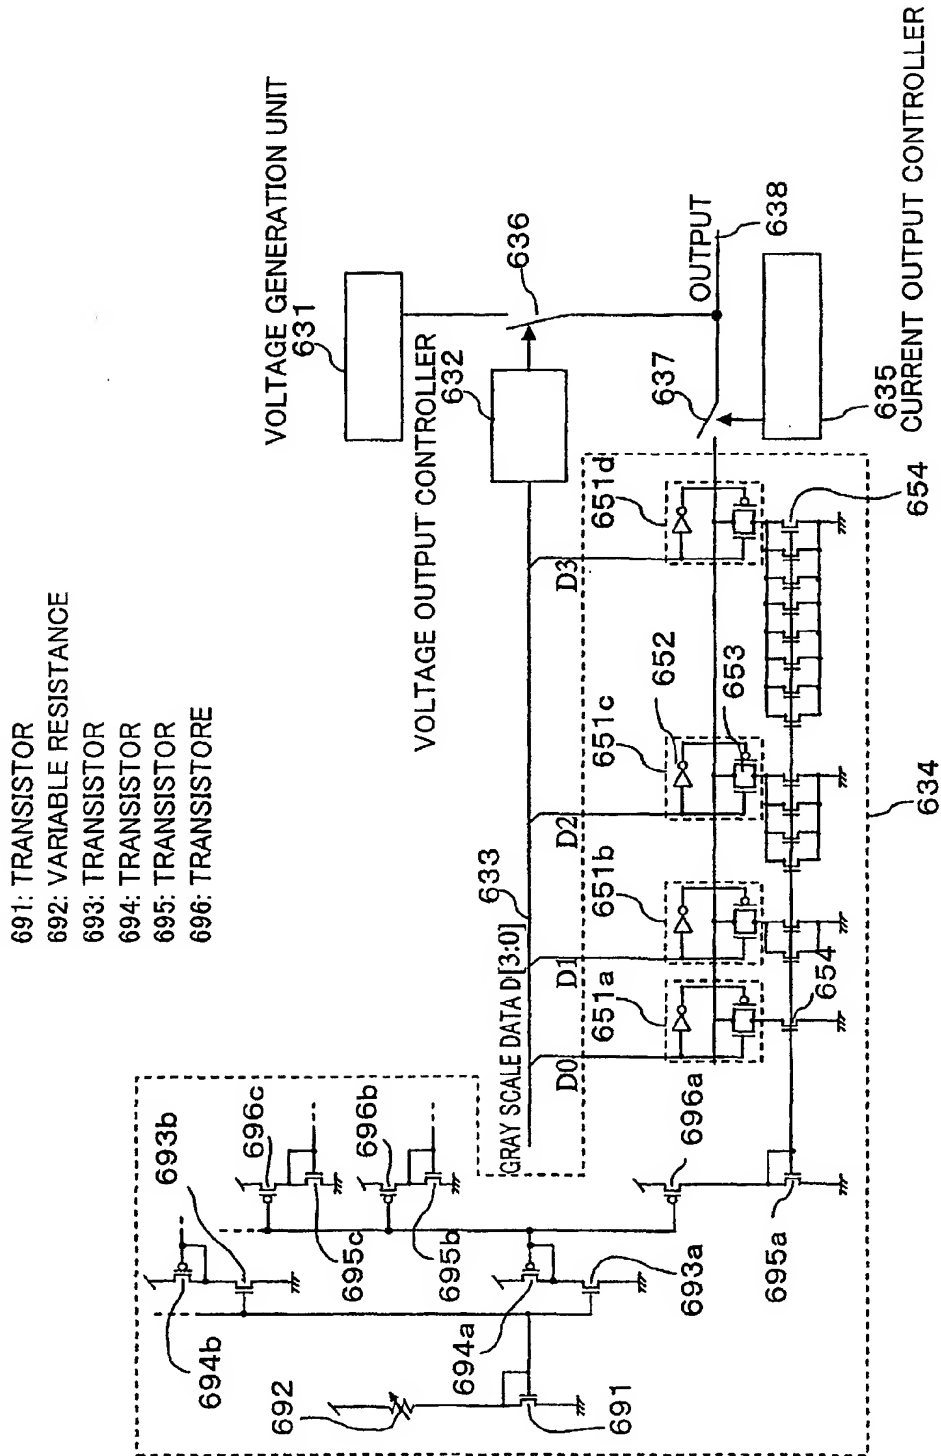 691: TRANSISTOR
692: VARIABLE RESISTANCE
693: TRANSISTOR
694: TRANSISTOR
695: TRANSISTOR
696: TRANSISTORE
VOLTAGE GENERATION UNIT
631
VOLTAGE OUTPUT CONTROLLER
632
636
OUTPUT
638
637
635
CURRENT OUTPUT CONTROLLER
GRAY SCALE DATA D[3:0]
633
D0
D1
D2
D3
651a
651b
651c
651d
652
653
654
654
634
693b
696c
696b
694b
695c
695b
696a
694a
693a
695a
692
691